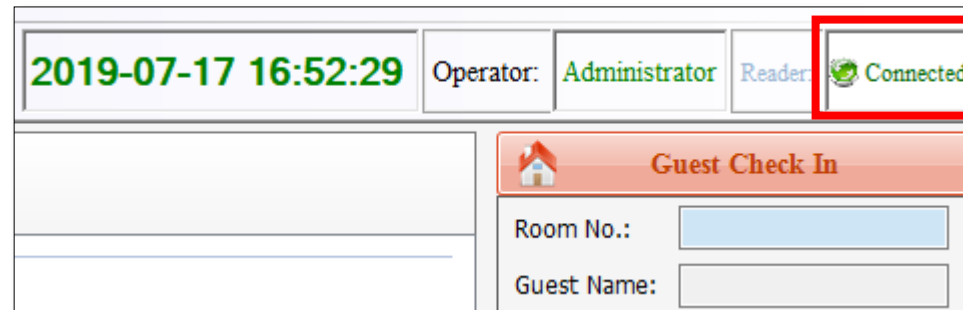 2019-07-17 16:52:29 Operator: Administrator Reader: Connected
Guest Check In
Room No.:
Guest Name: